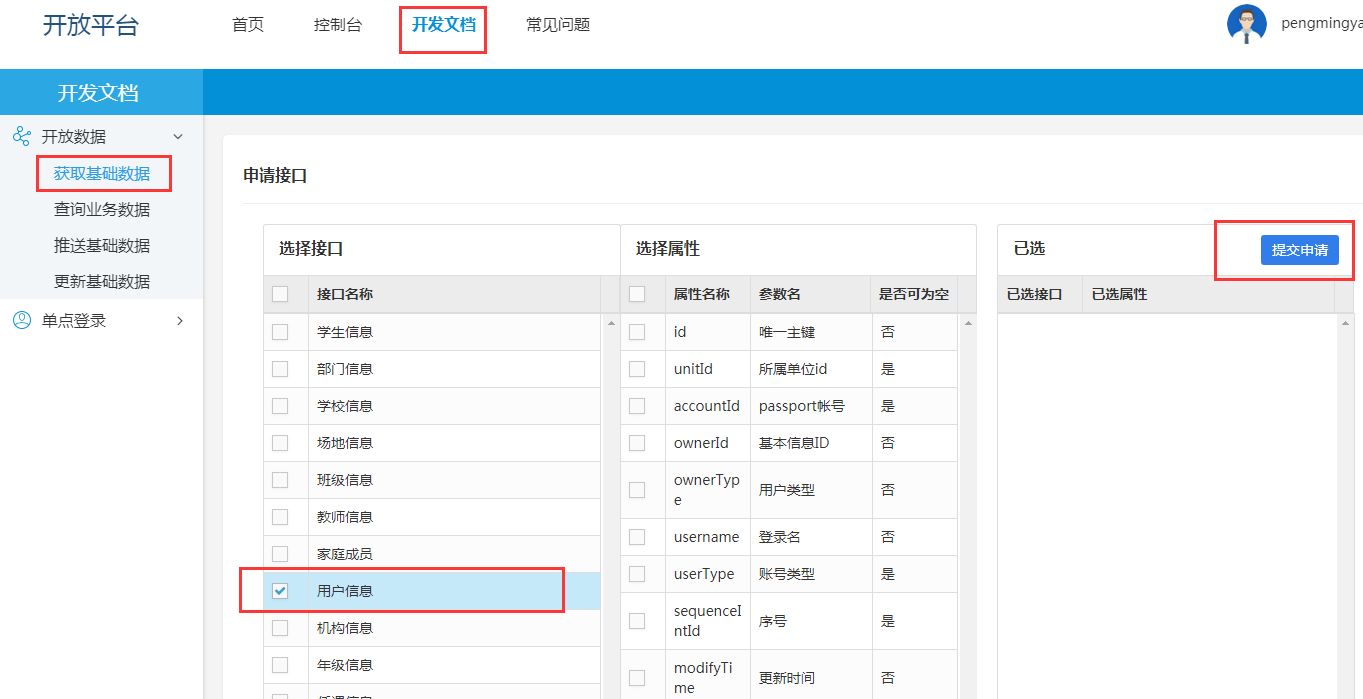 开放平台
首页
控制台
开发文档
常见问题
pengmingya
开发文档
开放数据
获取基础数据
查询业务数据
推送基础数据
更新基础数据
单点登录
申请接口
选择接口
接口名称
学生信息
部门信息
学校信息
场地信息
班级信息
教师信息
家庭成员
用户信息
机构信息
年级信息
选择属性
属性名称 参数名 是否可为空
id 唯一主键 否
unitId 所属单位id 是
accountId passport帐号 是
ownerId 基本信息ID 否
ownerTyp
e 用户类型 否
username 登录名 否
userType 账号类型 是
sequenceI
ntId 序号 是
modifyTi
me 更新时间 否
已选
提交申请
已选接口 已选属性